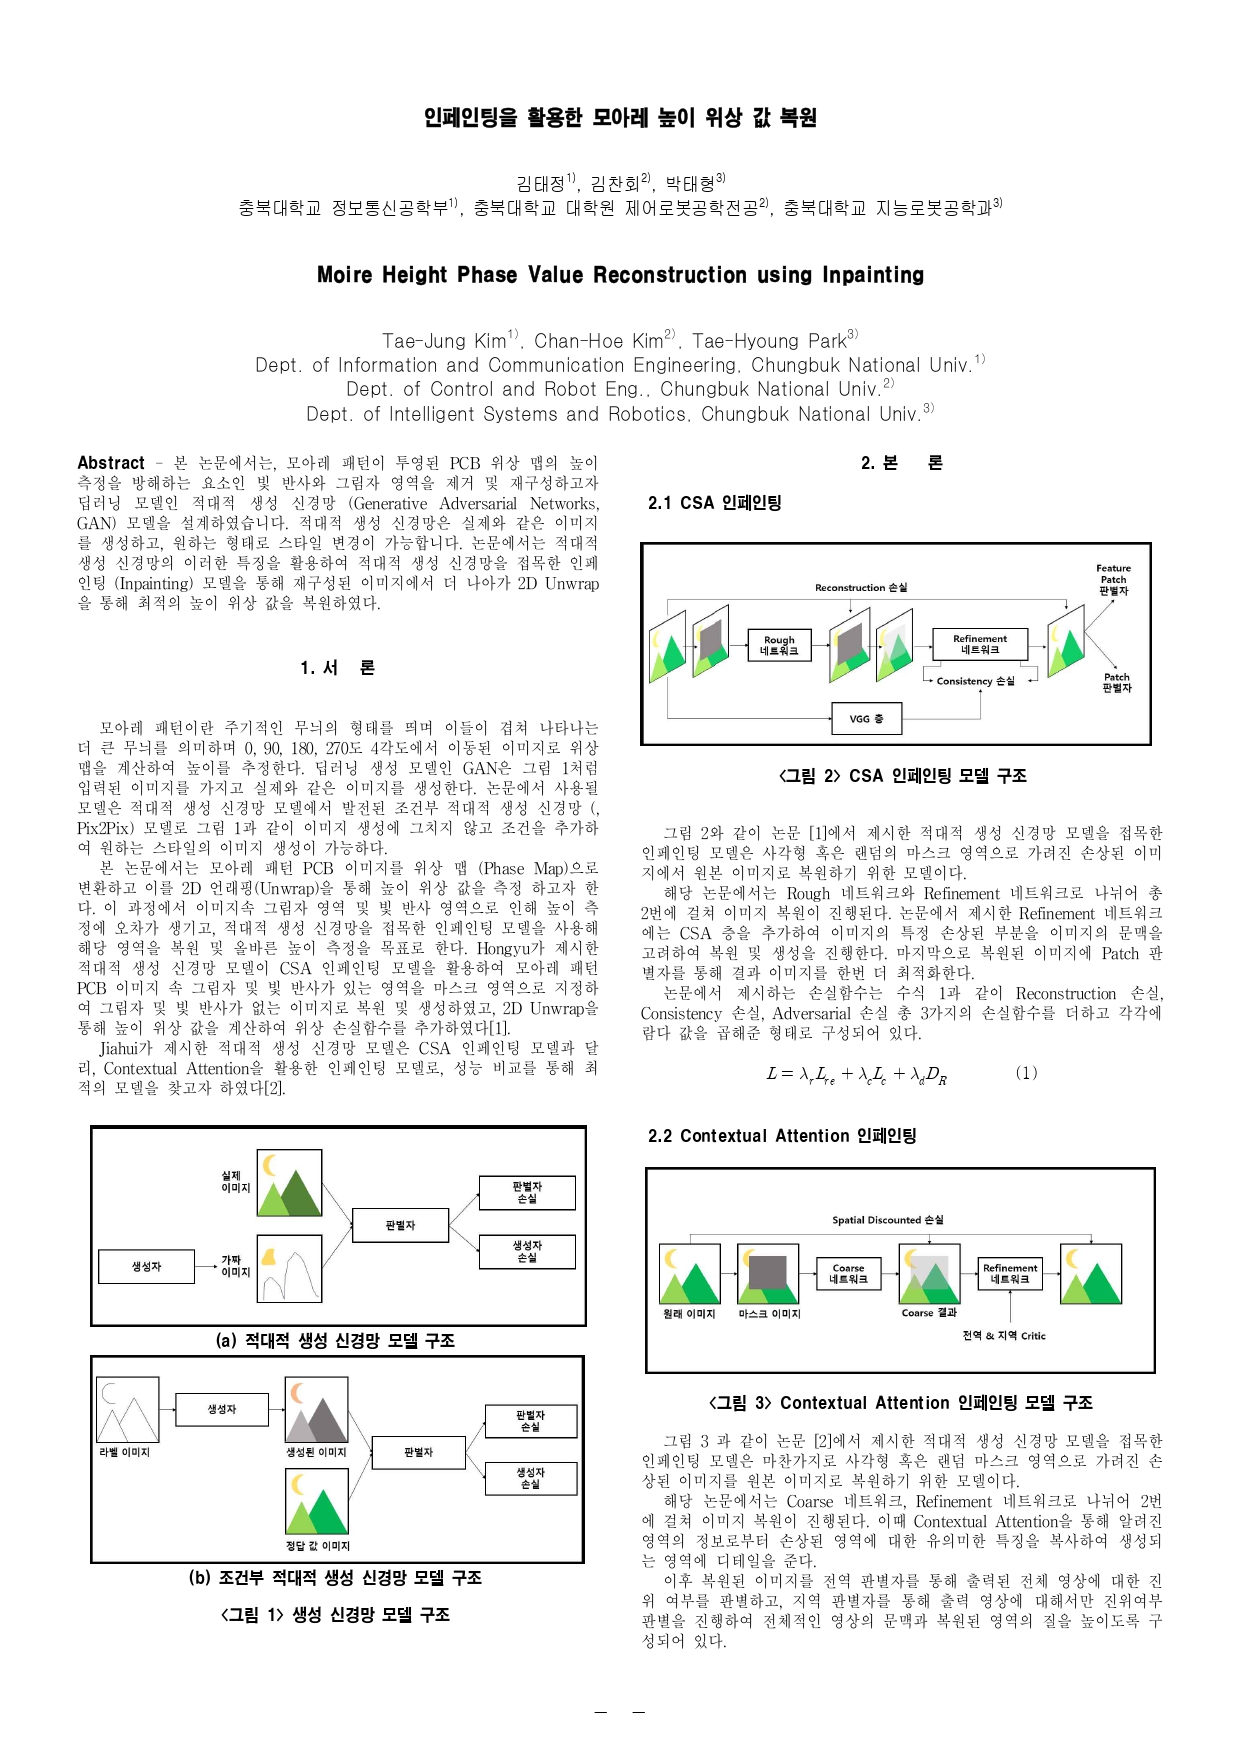 인페인팅을 활용한 모아레 높이 위상 값 복원
김태정1), 김찬회2), 박태형3)
충북대학교 정보통신공학부1), 충북대학교 대학원 제어로봇공학전공2), 충북대학교 지능로봇공학과3)
Moire Height Phase Value Reconstruction using Inpainting
Tae-Jung Kim1), Chan-Hoe Kim2), Tae-Hyoung Park3)
Dept. of Information and Communication Engineering, Chungbuk National Univ.1)
Dept. of Control and Robot Eng., Chungbuk National Univ.2)
Dept. of Intelligent Systems and Robotics, Chungbuk National Univ.3)
Abstract - 본 논문에서는, 모아레 패턴이 투영된 PCB 위상 맵의 높이
측정을 방해하는 요소인 빛 반사와 그림자 영역을 제거 및 재구성하고자
딥러닝 모델인 적대적 생성 신경망 (Generative Adversarial Networks,
GAN) 모델을 설계하였습니다. 적대적 생성 신경망은 실제와 같은 이미지
를 생성하고, 원하는 형태로 스타일 변경이 가능합니다. 논문에서는 적대적
생성 신경망의 이러한 특징을 활용하여 적대적 생성 신경망을 접목한 인페
인팅 (Inpainting) 모델을 통해 재구성된 이미지에서 더 나아가 2D Unwrap
을 통해 최적의 높이 위상 값을 복원하였다.
1. 서 론
모아레 패턴이란 주기적인 무늬의 형태를 띄며 이들이 겹쳐 나타나는
더 큰 무늬를 의미하며 0, 90, 180, 270도 4각도에서 이동된 이미지로 위상
맵을 계산하여 높이를 추정한다. 딥러닝 생성 모델인 GAN은 그림 1처럼
입력된 이미지를 가지고 실제와 같은 이미지를 생성한다. 논문에서 사용될
모델은 적대적 생성 신경망 모델에서 발전된 조건부 적대적 생성 신경망 (,
Pix2Pix) 모델로 그림 1과 같이 이미지 생성에 그치지 않고 조건을 추가하
여 원하는 스타일의 이미지 생성이 가능하다.
본 논문에서는 모아레 패턴 PCB 이미지를 위상 맵 (Phase Map)으로
변환하고 이를 2D 언래핑(Unwrap)을 통해 높이 위상 값을 측정 하고자 한
다. 이 과정에서 이미지속 그림자 영역 및 빛 반사 영역으로 인해 높이 측
정에 오차가 생기고, 적대적 생성 신경망을 접목한 인페인팅 모델을 사용해
해당 영역을 복원 및 올바른 높이 측정을 목표로 한다. Hongyu가 제시한
적대적 생성 신경망 모델이 CSA 인페인팅 모델을 활용하여 모아레 패턴
PCB 이미지 속 그림자 및 빛 반사가 있는 영역을 마스크 영역으로 지정하
여 그림자 및 빛 반사가 없는 이미지로 복원 및 생성하였고, 2D Unwrap을
통해 높이 위상 값을 계산하여 위상 손실함수를 추가하였다[1].
Jiahui가 제시한 적대적 생성 신경망 모델은 CSA 인페인팅 모델과 달
리, Contextual Attention을 활용한 인페인팅 모델로, 성능 비교를 통해 최
적의 모델을 찾고자 하였다[2].
실제
이미지
생성자
가짜
이미지
판별자
판별자
손실
생성자
손실
(a) 적대적 생성 신경망 모델 구조
라벨 이미지
생성자
생성된 이미지
정답 값 이미지
판별자
판별자
손실
생성자
손실
(b) 조건부 적대적 생성 신경망 모델 구조
<그림 1> 생성 신경망 모델 구조
2. 본 론
2.1 CSA 인페인팅
Reconstruction 손실
Feature
Patch
판별자
Rough
네트워크
Refinement
네트워크
Consistency 손실
Patch
판별자
VGG 층
<그림 2> CSA 인페인팅 모델 구조
그림 2와 같이 논문 [1]에서 제시한 적대적 생성 신경망 모델을 접목한
인페인팅 모델은 사각형 혹은 랜덤의 마스크 영역으로 가려진 손상된 이미
지에서 원본 이미지로 복원하기 위한 모델이다.
해당 논문에서는 Rough 네트워크와 Refinement 네트워크로 나뉘어 총
2번에 걸쳐 이미지 복원이 진행된다. 논문에서 제시한 Refinement 네트워크
에는 CSA 층을 추가하여 이미지의 특정 손상된 부분을 이미지의 문맥을
고려하여 복원 및 생성을 진행한다. 마지막으로 복원된 이미지에 Patch 판
별자를 통해 결과 이미지를 한번 더 최적화한다.
논문에서 제시하는 손실함수는 수식 1과 같이 Reconstruction 손실,
Consistency 손실, Adversarial 손실 총 3가지의 손실함수를 더하고 각각에
람다 값을 곱해준 형태로 구성되어 있다.
L = λrLre + λcLc + λdDR (1)
2.2 Contextual Attention 인페인팅
Spatial Discounted 손실
Coarse
네트워크
Refinement
네트워크
원래 이미지
마스크 이미지
Coarse 결과
전역 & 지역 Critic
<그림 3> Contextual Attention 인페인팅 모델 구조
그림 3 과 같이 논문 [2]에서 제시한 적대적 생성 신경망 모델을 접목한
인페인팅 모델은 마찬가지로 사각형 혹은 랜덤 마스크 영역으로 가려진 손
상된 이미지를 원본 이미지로 복원하기 위한 모델이다.
해당 논문에서는 Coarse 네트워크, Refinement 네트워크로 나뉘어 2번
에 걸쳐 이미지 복원이 진행된다. 이때 Contextual Attention을 통해 알려진
영역의 정보로부터 손상된 영역에 대한 유의미한 특징을 복사하여 생성되
는 영역에 디테일을 준다.
이후 복원된 이미지를 전역 판별자를 통해 출력된 전체 영상에 대한 진
위 여부를 판별하고, 지역 판별자를 통해 출력 영상에 대해서만 진위여부
판별을 진행하여 전체적인 영상의 문맥과 복원된 영역의 질을 높이도록 구
성되어 있다.
- -